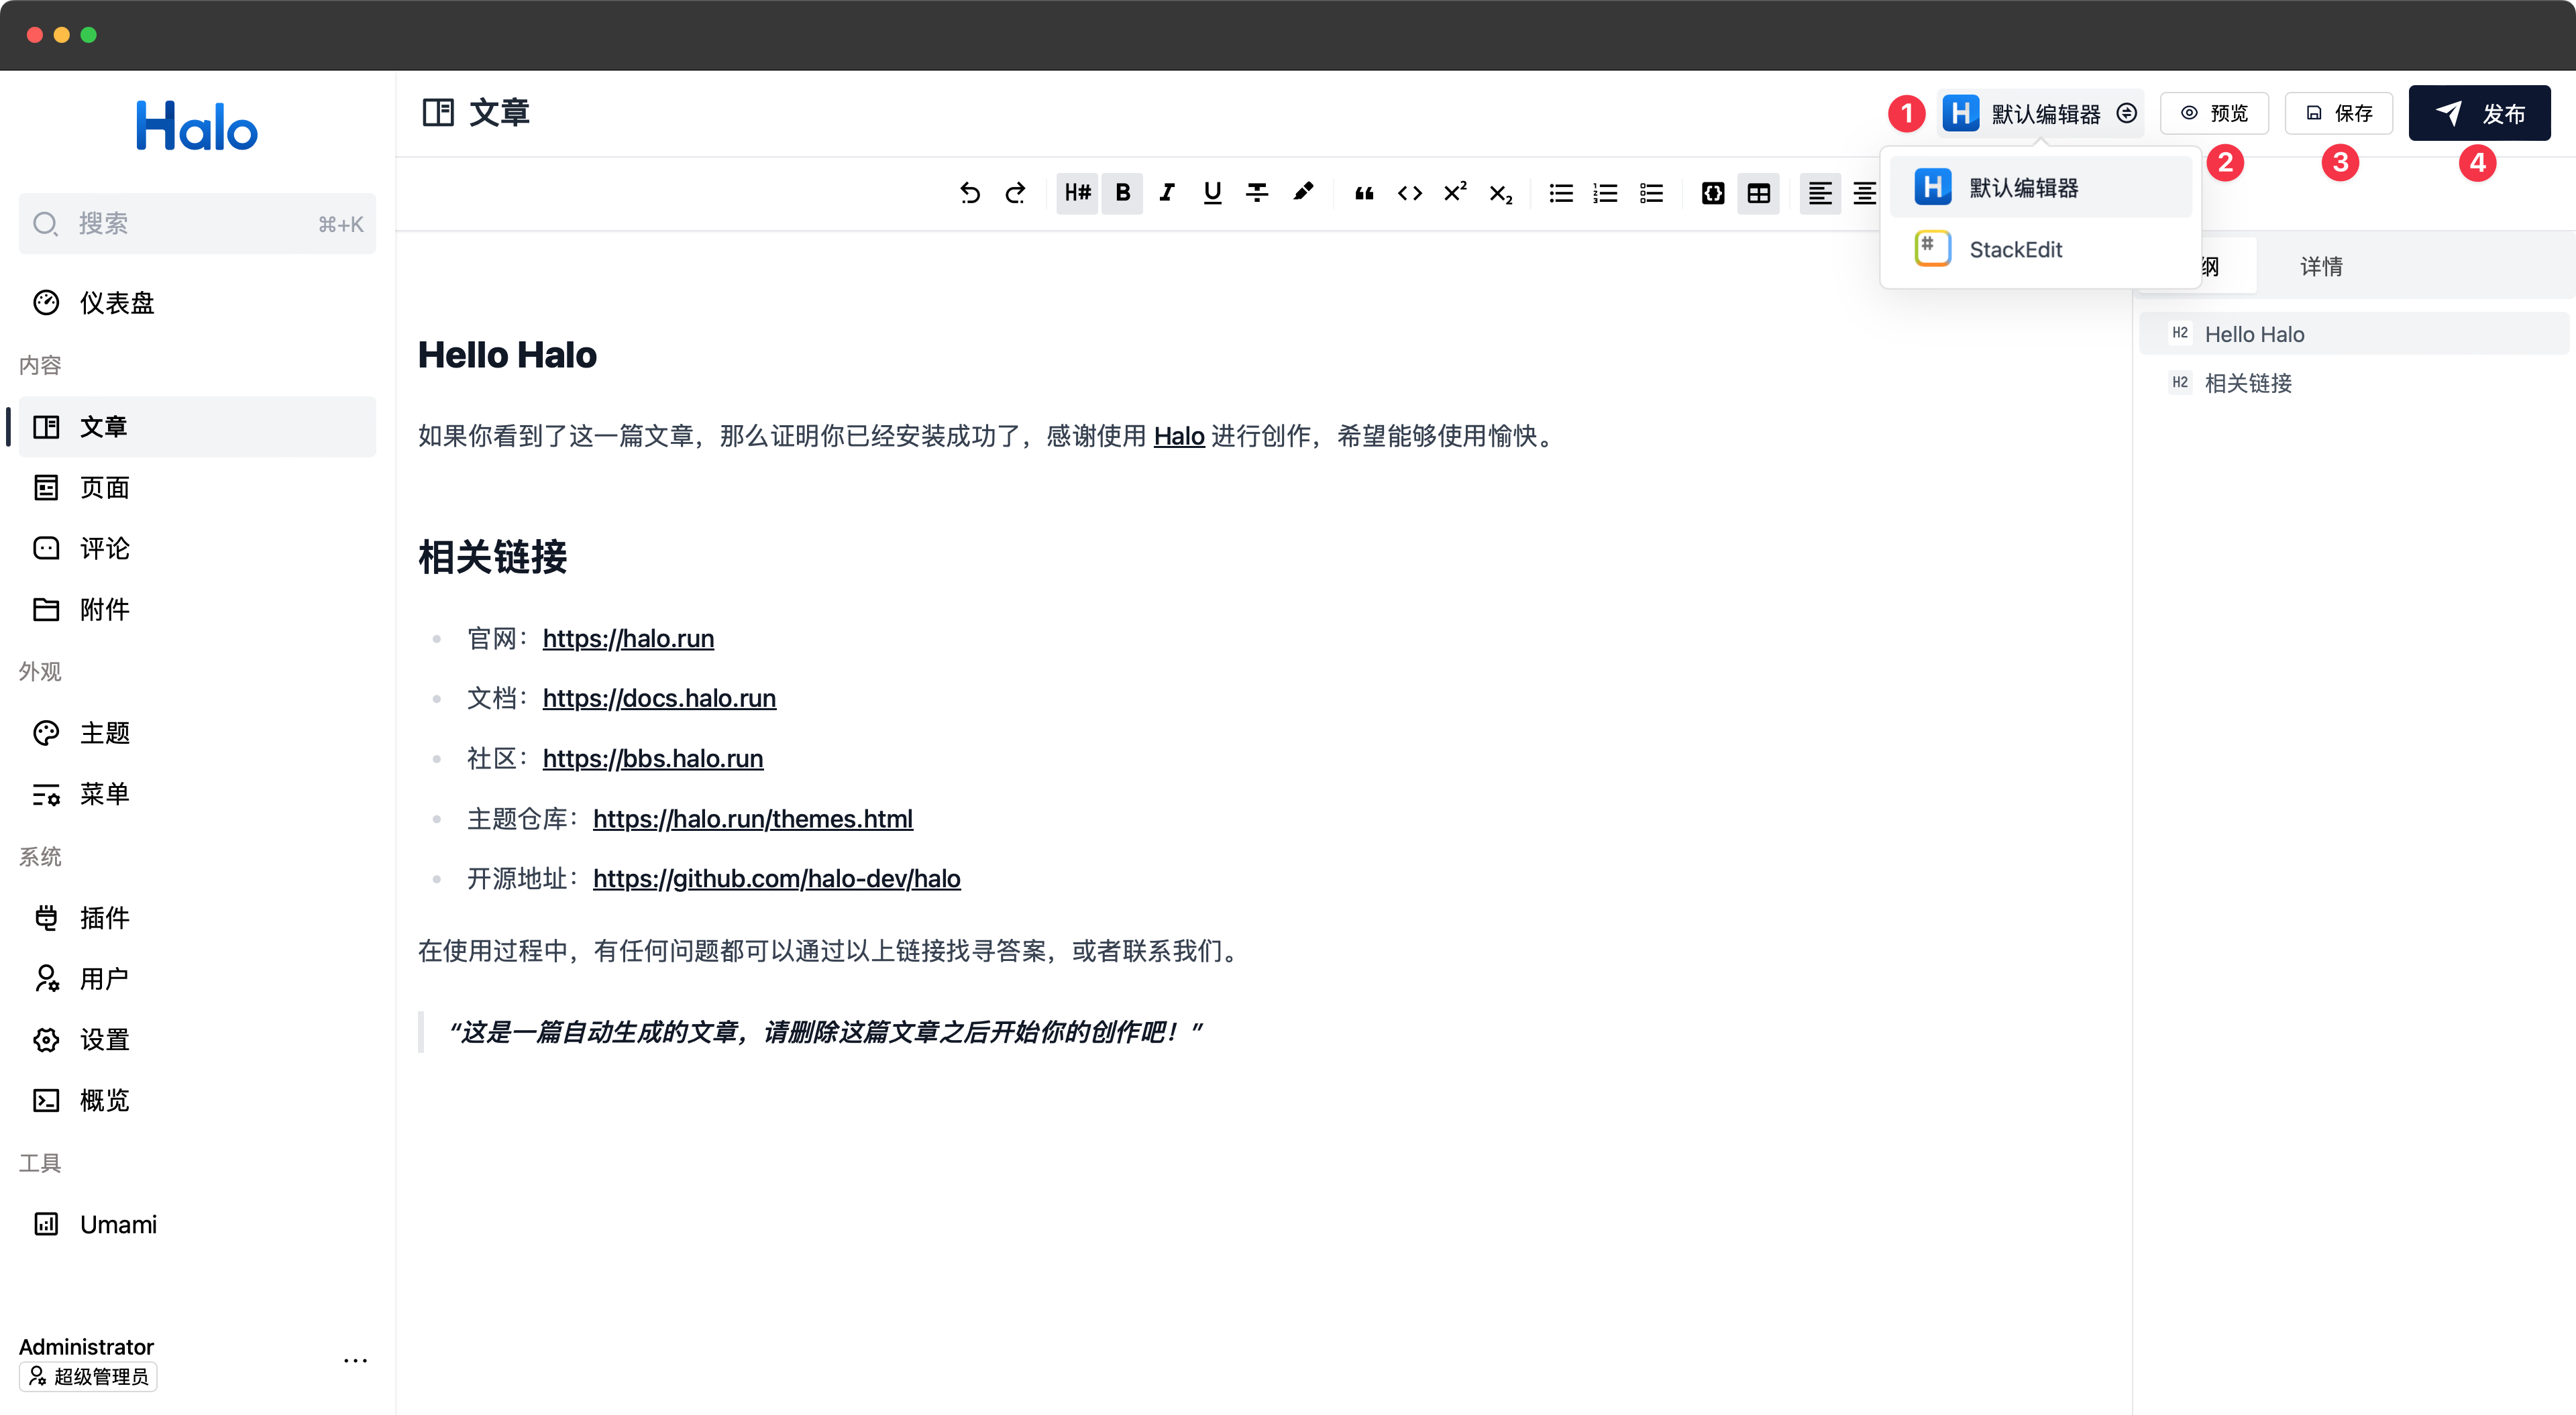 Halo
搜索 ⌘+K
仪表盘
内容
文章
页面
评论
附件
外观
主题
菜单
系统
插件
用户
设置
概览
工具
Umami
Administrator
超级管理员
文章
1 默认编辑器 预览 保存 发布
2 3 4
默认编辑器
StackEdit
H# B I U
纲 详情
H2 Hello Halo
H2 相关链接
Hello Halo
如果你看到了这一篇文章，那么证明你已经安装成功了，感谢使用 Halo 进行创作，希望能够使用愉快。
相关链接
官网：https://halo.run
文档：https://docs.halo.run
社区：https://bbs.halo.run
主题仓库：https://halo.run/themes.html
开源地址：https://github.com/halo-dev/halo
在使用过程中，有任何问题都可以通过以上链接找寻答案，或者联系我们。
“这是一篇自动生成的文章，请删除这篇文章之后开始你的创作吧！”